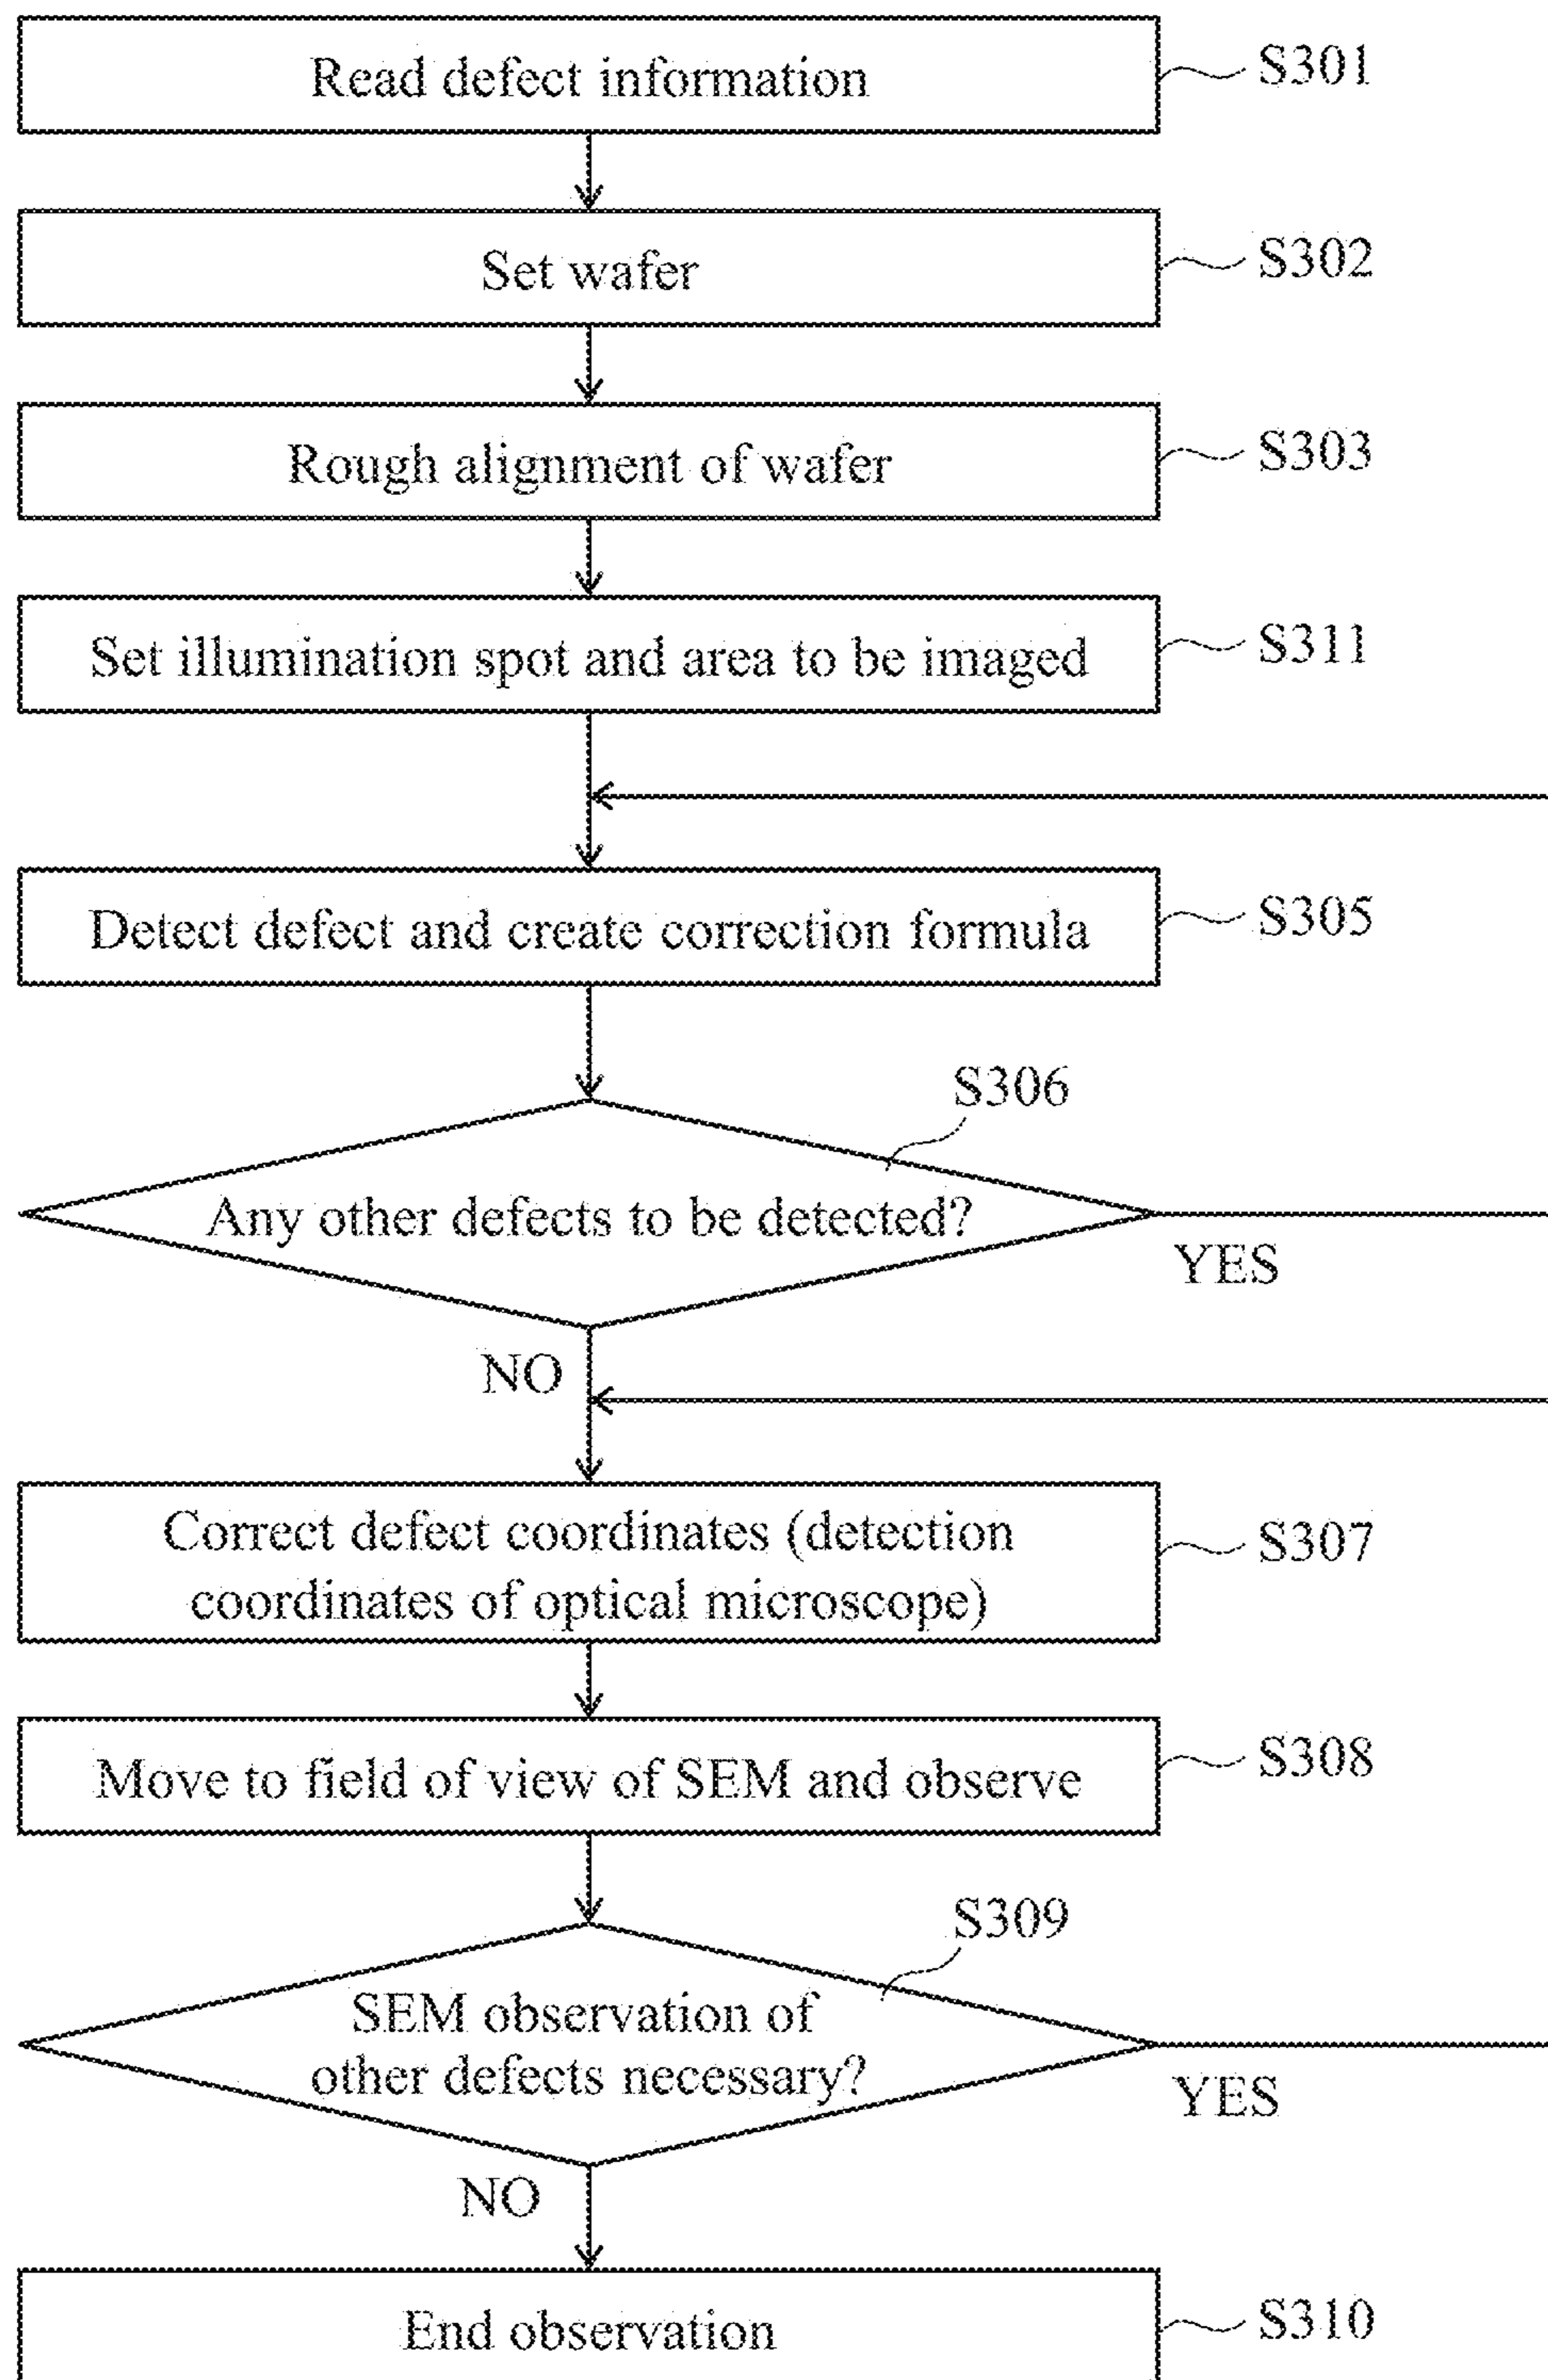 Read defect information
S301
Set wafer
S302
Rough alignment of wafer
S303
Set illumination spot and area to be imaged
S311
Detect defect and create correction formula
S305
S306
Any other defects to be detected?
YES
NO
Correct defect coordinates (detection
coordinates of optical microscope)
S307
Move to field of view of SEM and observe
S308
S309
SEM observation of
other defects necessary?
YES
NO
End observation
S310